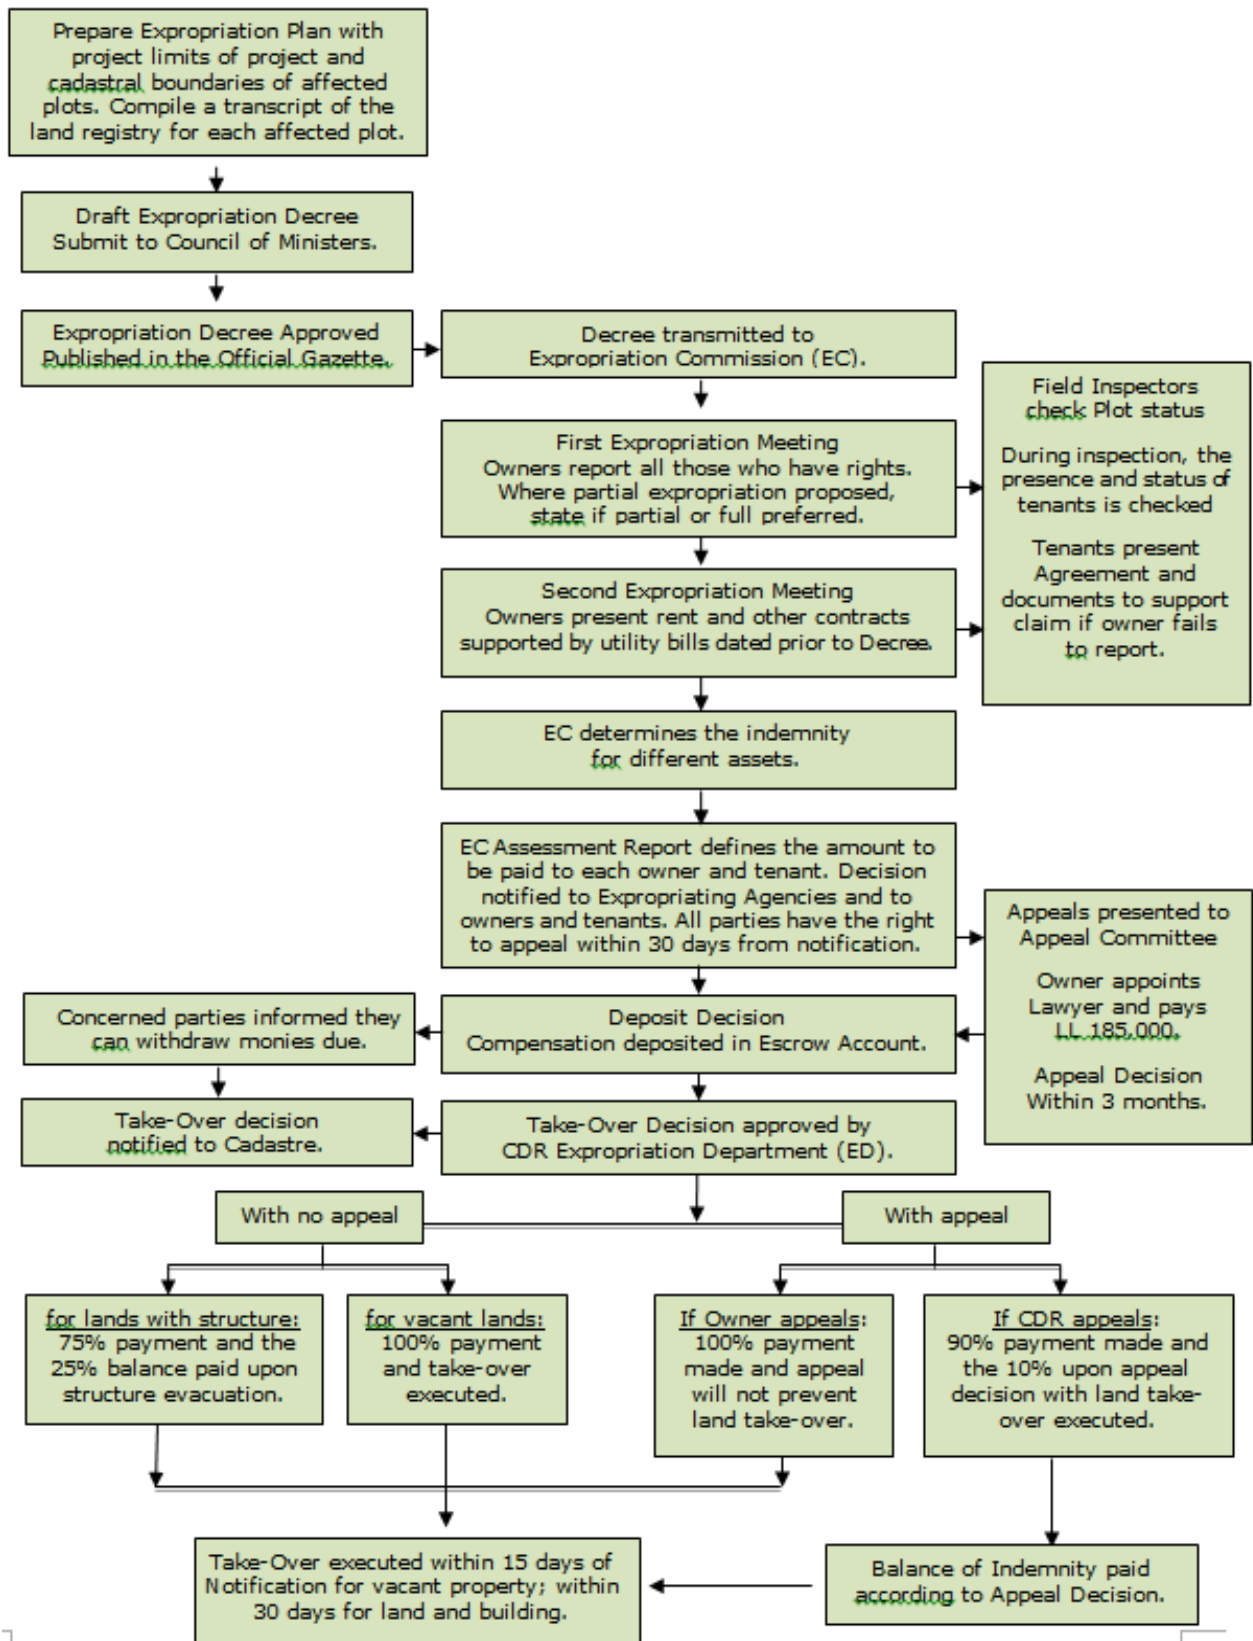 Prepare Expropriation Plan with
project limits of project and
cadastral boundaries of affected
plots. Compile a transcript of the
land registry for each affected plot.
Draft Expropriation Decree
Submit to Council of Ministers.
Expropriation Decree Approved
Published in the Official Gazette.
Decree transmitted to
Expropriation Commission (EC).
First Expropriation Meeting
Owners report all those who have rights.
Where partial expropriation proposed,
state if partial or full preferred.
Field Inspectors
check Plot status
During inspection, the
presence and status of
tenants is checked
Tenants present
Agreement and
documents to support
claim if owner fails
to report.
Second Expropriation Meeting
Owners present rent and other contracts
supported by utility bills dated prior to Decree.
EC determines the indemnity
for different assets.
EC Assessment Report defines the amount to
be paid to each owner and tenant. Decision
notified to Expropriating Agencies and to
owners and tenants. All parties have the right
to appeal within 30 days from notification.
Appeals presented to
Appeal Committee
Owner appoints
Lawyer and pays
LL 185,000.
Appeal Decision
Within 3 months.
Deposit Decision
Compensation deposited in Escrow Account.
Concerned parties informed they
can withdraw monies due.
Take-Over decision
notified to Cadastre.
Take-Over Decision approved by
CDR Expropriation Department (ED).
With no appeal
With appeal
for lands with structure:
75% payment and the
25% balance paid upon
structure evacuation.
for vacant lands:
100% payment
and take-over
executed.
If Owner appeals:
100% payment
made and appeal
will not prevent
land take-over.
If CDR appeals:
90% payment made and
the 10% upon appeal
decision with land take-
over executed.
Take-Over executed within 15 days of
Notification for vacant property; within
30 days for land and building.
Balance of Indemnity paid
according to Appeal Decision.